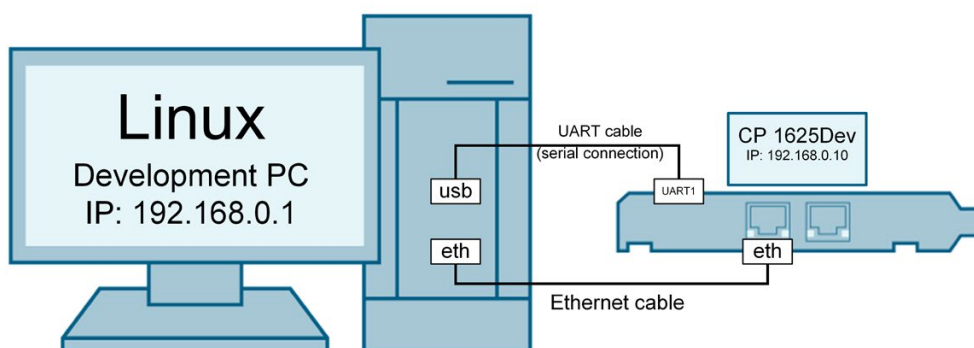 Linux
Development PC
IP: 192.168.0.1
usb
eth
UART cable
(serial connection)
Ethernet cable
CP 1625Dev
IP: 192.168.0.10
UART1
eth